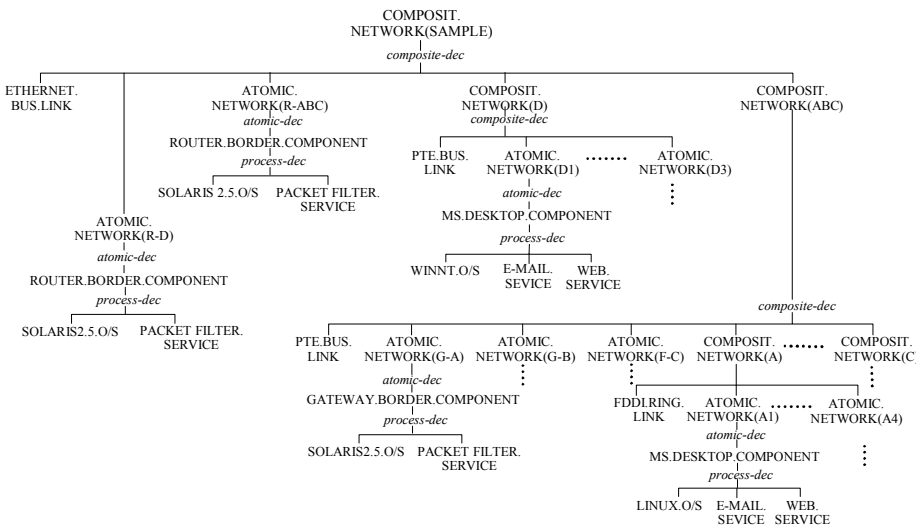 COMPOSIT.
NETWORK(SAMPLE)
composite-dec
ETHERNET.
BUS.LINK
ATOMIC.
NETWORK(R-ABC)
atomic-dec
ROUTER.BORDER.COMPONENT
process-dec
SOLARIS 2.5.O/S
PACKET FILTER.
SERVICE
COMPOSIT.
NETWORK(D)
composite-dec
PTE.BUS.
LINK
ATOMIC.
NETWORK(D1)
ATOMIC.
NETWORK(D3)
atomic-dec
MS.DESKTOP.COMPONENT
process-dec
WINNT.O/S
E-MAIL.
SEVICE
WEB.
SERVICE
COMPOSIT.
NETWORK(ABC)
ATOMIC.
NETWORK(R-D)
atomic-dec
ROUTER.BORDER.COMPONENT
process-dec
SOLARIS2.5.O/S
PACKET FILTER.
SERVICE
composite-dec
PTE.BUS.
LINK
ATOMIC.
NETWORK(G-A)
ATOMIC.
NETWORK(G-B)
ATOMIC.
NETWORK(F-C)
COMPOSIT.
NETWORK(A)
COMPOSIT.
NETWORK(C)
atomic-dec
GATEWAY.BORDER.COMPONENT
process-dec
SOLARIS2.5.O/S
PACKET FILTER.
SERVICE
FDDI.RING.
LINK
ATOMIC.
NETWORK(A1)
ATOMIC.
NETWORK(A4)
atomic-dec
MS.DESKTOP.COMPONENT
process-dec
LINUX.O/S
E-MAIL.
SEVICE
WEB.
SERVICE